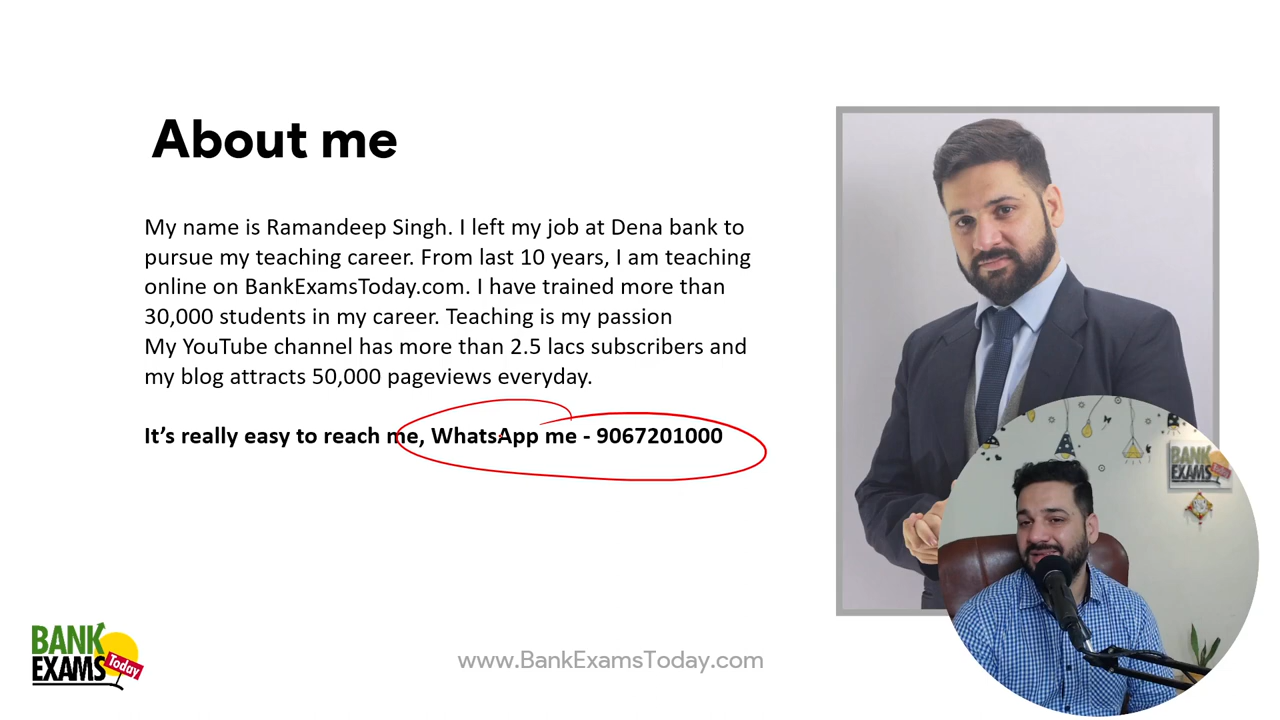 About me
My name is Ramandeep Singh. I left my job at Dena bank to
pursue my teaching career. From last 10 years, I am teaching
online on BankExamsToday.com. I have trained more than
30,000 students in my career. Teaching is my passion
My YouTube channel has more than 2.5 lacs subscribers and
my blog attracts 50,000 pageviews everyday.
It’s really easy to reach me, WhatsApp me - 9067201000
BANK
EXAMS
Today
www.BankExamsToday.com
BANK
EXAMS